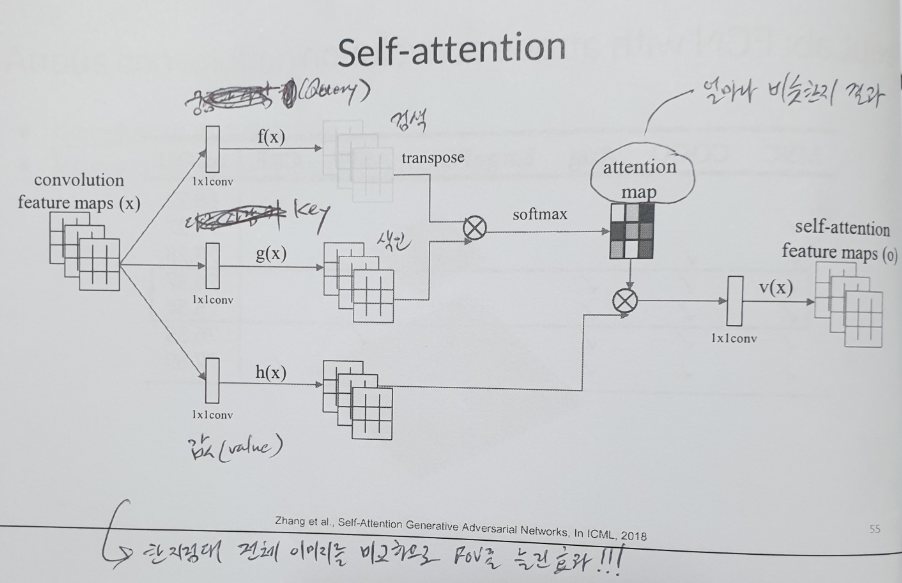 Self-attention
(Query)
얼마나 비슷한지 결과
f(x)
검색
1x1conv
transpose
attention
map
convolution
feature maps (x)
key
softmax
색인
g(x)
1x1conv
self-attention
feature maps (o)
v(x)
1x1conv
h(x)
1x1conv
값 (value)
Zhang et al., Self-Attention Generative Adversarial Networks, In ICML, 2018
55
한 지점대 전체 이미지를 비교함으로 FOV를 늘린효과!!!